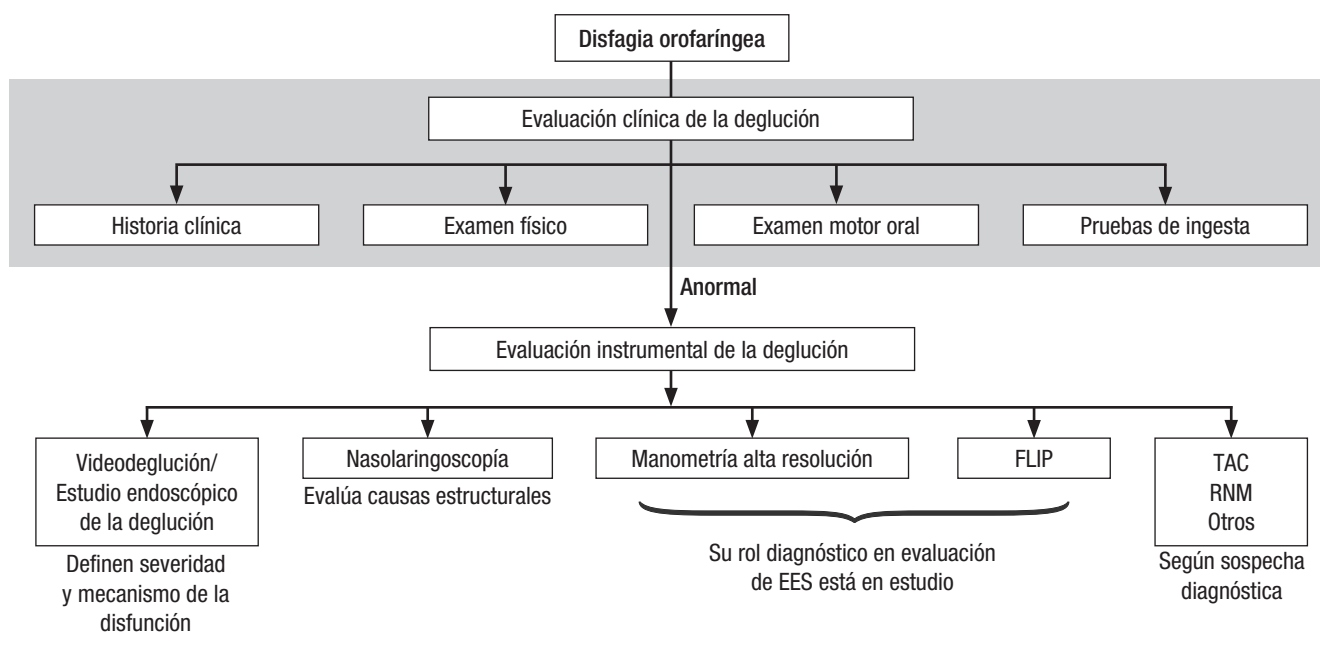 Disfagia orofaríngea
Evaluación clínica de la deglución
Historia clínica
Examen físico
Examen motor oral
Pruebas de ingesta
Anormal
Evaluación instrumental de la deglución
Videodeglución/
Estudio endoscópico
de la deglución
Definen severidad
y mecanismo de la
disfunción
Nasolaringoscopía
Evalúa causas estructurales
Manometría alta resolución
FLIP
Su rol diagnóstico en evaluación
de EES está en estudio
TAC
RNM
Otros
Según sospecha
diagnóstica